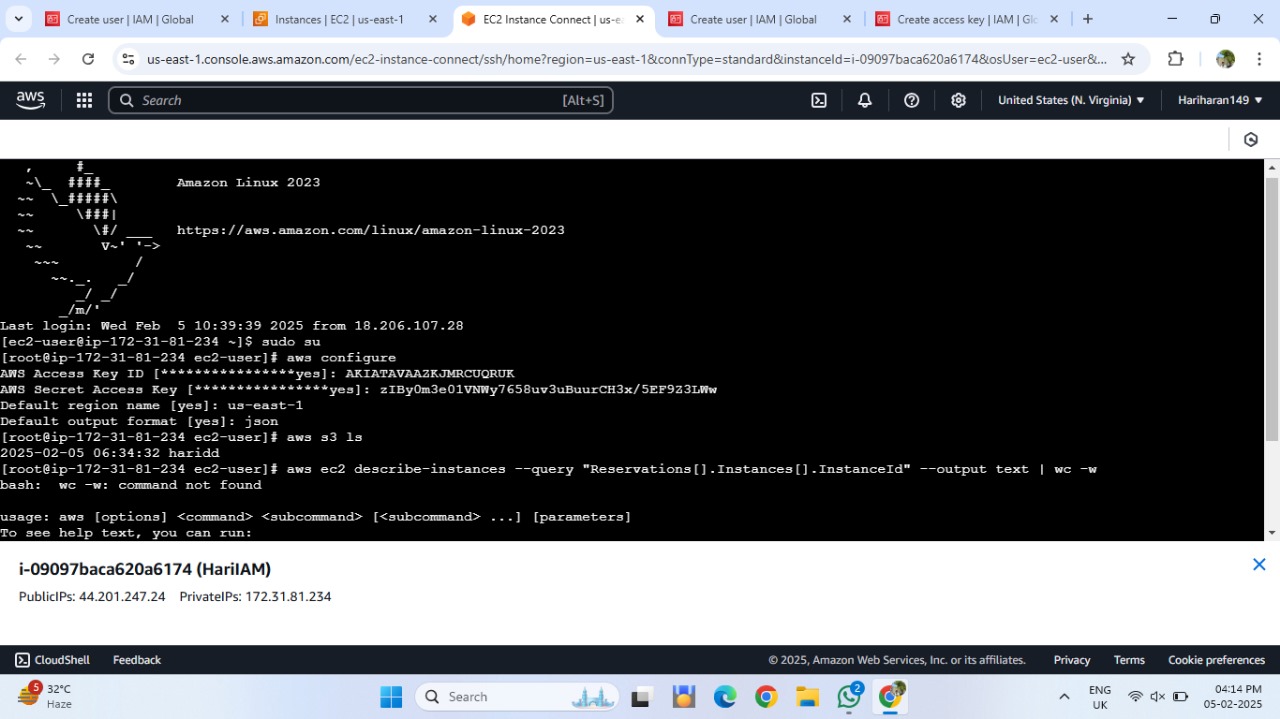 Create user | IAM | Global
Instances | EC2 | us-east-1
EC2 Instance Connect | us-ea
Create user | IAM | Global
Create access key | IAM | Glo
us-east-1.console.aws.amazon.com/ec2-instance-connect/ssh/home?region=us-east-1&connType=standard&instanceId=i-09097baca620a6174&osUser=ec2-user&...
aws
Search
[Alt+S]
United States (N. Virginia)
Hariharan149
   ,     #_
   ~\_  ####_        Amazon Linux 2023
  ~~  \_#####\
  ~~     \###|
  ~~       \#/ ___   https://aws.amazon.com/linux/amazon-linux-2023
   ~~       V~' '->
    ~~~         /
      ~~._.   _/
         _/ _/
       _/m/'
Last login: Wed Feb  5 10:39:39 2025 from 18.206.107.28
[ec2-user@ip-172-31-81-234 ~]$ sudo su
[root@ip-172-31-81-234 ec2-user]# aws configure
AWS Access Key ID [****************yes]: AKIATAVAAZKJMRCUQRUK
AWS Secret Access Key [****************yes]: 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
Default region name [yes]: us-east-1
Default output format [yes]: json
[root@ip-172-31-81-234 ec2-user]# aws s3 ls
2025-02-05 06:34:32 haridd
[root@ip-172-31-81-234 ec2-user]# aws ec2 describe-instances --query "Reservations[].Instances[].InstanceId" --output text | wc -w
bash:  wc -w: command not found
usage: aws [options] <command> <subcommand> [<subcommand> ...] [parameters]
To see help text, you can run:
i-09097baca620a6174 (HariIAM)
PublicIPs: 44.201.247.24    PrivateIPs: 172.31.81.234
CloudShell
Feedback
© 2025, Amazon Web Services, Inc. or its affiliates.
Privacy
Terms
Cookie preferences
5
32°C
Haze
Search
2
ENG
UK
04:14 PM
05-02-2025